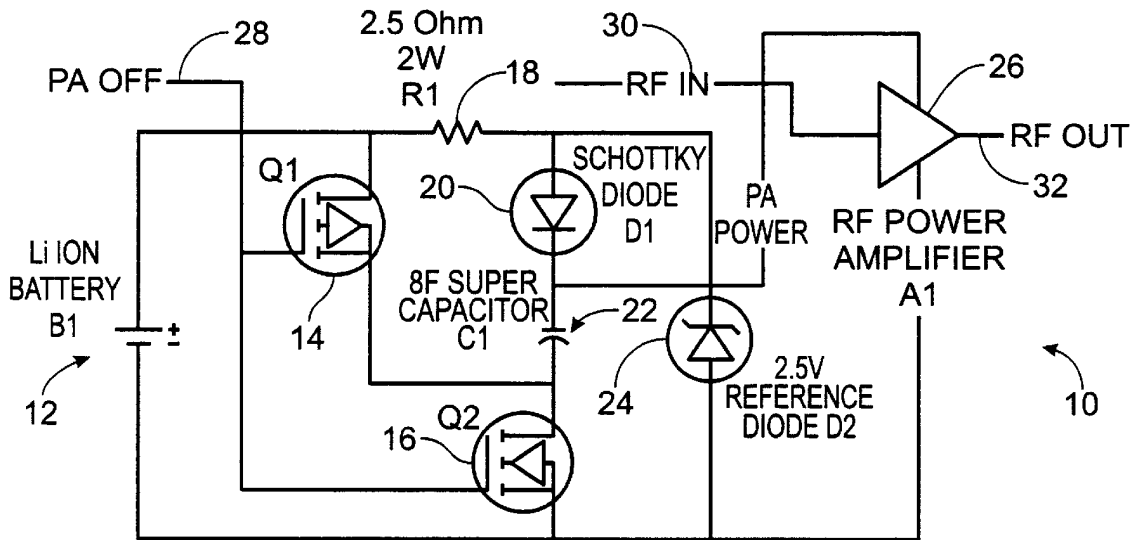 28
PA OFF
2.5 Ohm
2W
R1
18
30
RF IN
26
RF OUT
32
Q1
20
SCHOTTKY
DIODE
D1
PA
POWER
RF POWER
AMPLIFIER
A1
Li ION
BATTERY
B1
+
-
12
14
8F SUPER
CAPACITOR
C1
22
24
2.5V
REFERENCE
DIODE D2
10
Q2
16